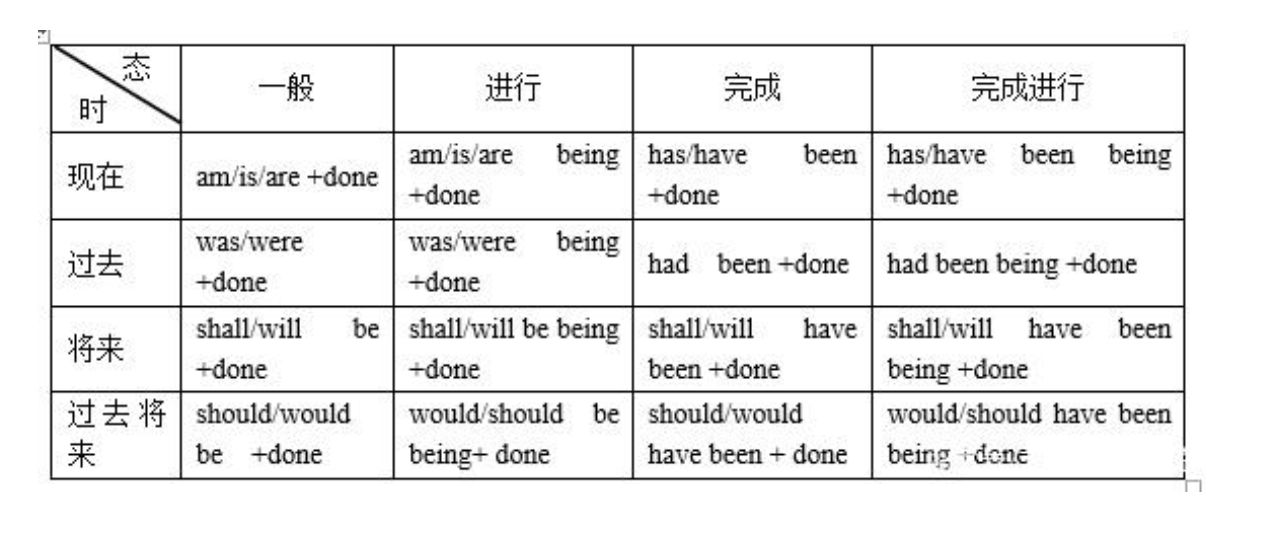 态
时
一般
进行
完成
完成进行
现在
am/is/are +done
am/is/are being
+done
has/have been
+done
has/have been being
+done
过去
was/were
+done
was/were being
+done
had been +done
had been being +done
将来
shall/will be
+done
shall/will be being
+done
shall/will have
been +done
shall/will have been
being +done
过去将
来
should/would
be +done
would/should be
being+ done
should/would
have been + done
would/should have been
being +done